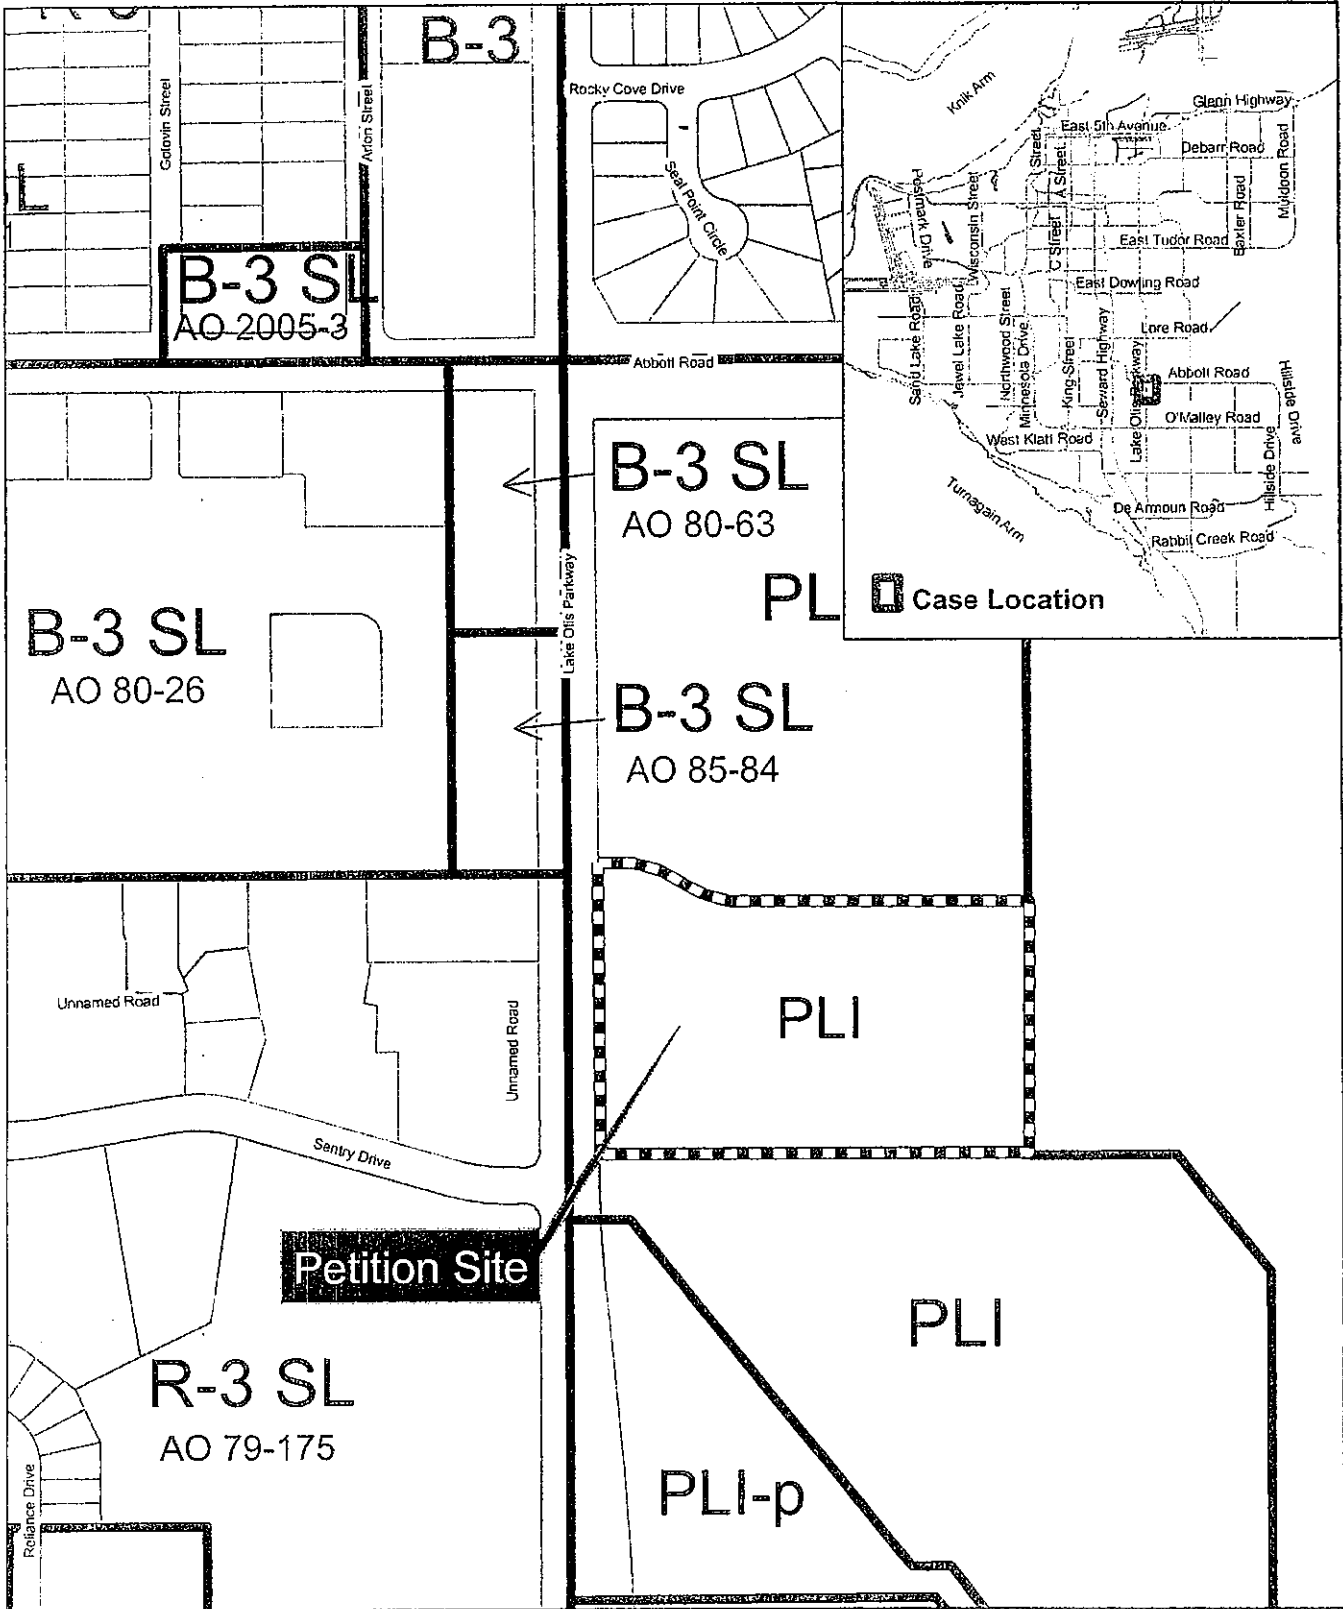 B-3
Golovin Street
Arlon Street
Rocky Cove Drive
Seal Point Circle
B-3 SL
AO 2005-3
Abbott Road
B-3 SL
AO 80-63
PL
Lake Otis Parkway
B-3 SL
AO 80-26
B-3 SL
AO 85-84
Unnamed Road
Unnamed Road
PLI
Sentry Drive
Petition Site
PLI
R-3 SL
AO 79-175
PLI-p
Reliance Drive
Knik Arm
Glenn Highway
East 5th Avenue
Debarr Road
Muldoon Road
Baxter Road
Street
A Street
C Street
Postmark Drive
Wisconsin Street
East Tudor Road
East Dowling Road
Lore Road
Sand Lake Road
Jewel Lake Road
Northwood Street
Minnesota Drive
King Street
Seward Highway
Lake Otis Parkway
Abbott Road
Hillside Drive
O'Malley Road
West Klatt Road
Hillside Drive
Turnagain Arm
De Armoun Road
Rabbit Creek Road
Case Location